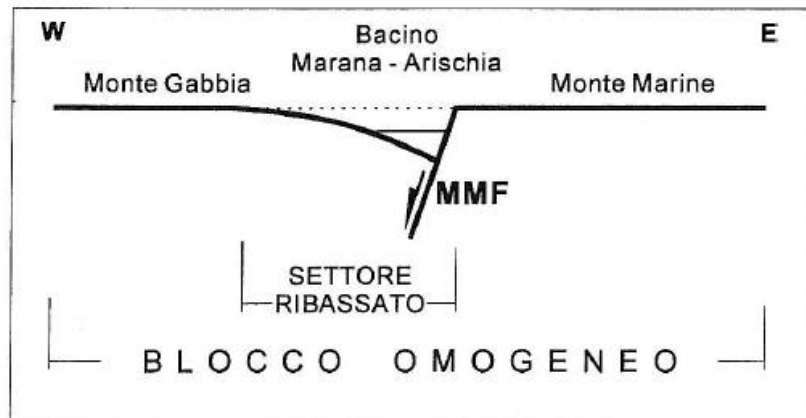 W
Bacino
E
Marana - Arischia
Monte Gabbia
Monte Marine
MMF
SETTORE
RIBASSATO
BLOCCO OMOGENEO